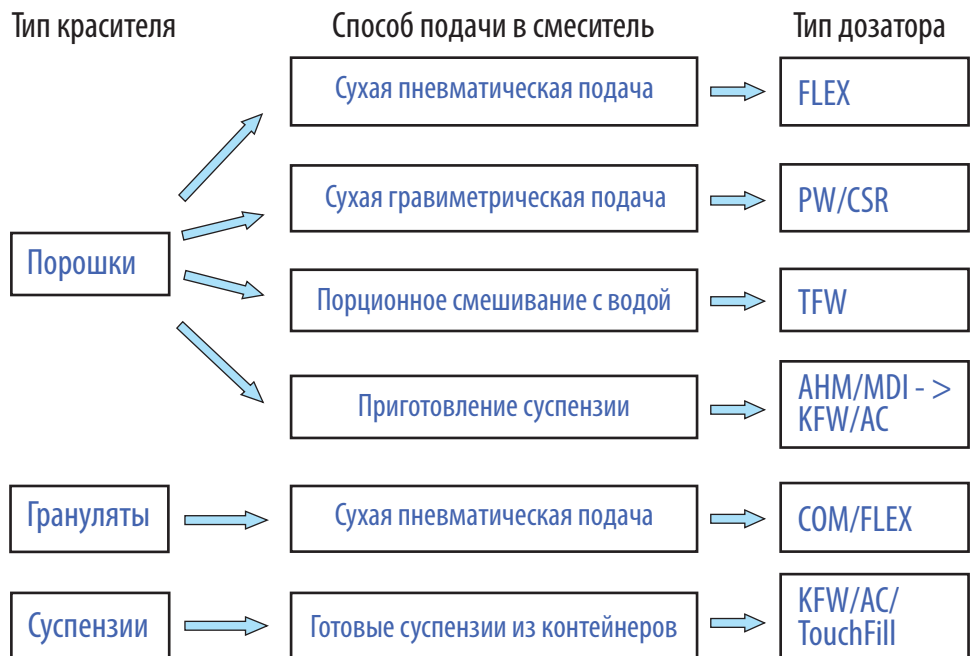 Тип красителя Способ подачи в смеситель Тип дозатора
Сухая пневматическая подача FLEX
Сухая гравиметрическая подача PW/CSR
Порошки
Порционное смешивание с водой TFW
Приготовление суспензии AHM/MDI - >
KFW/AC
Грануляты Сухая пневматическая подача COM/FLEX
Суспензии Готовые суспензии из контейнеров KFW/AC/
TouchFill